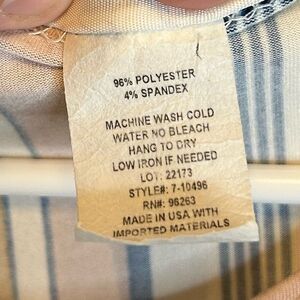 96% POLYESTER
4% SPANDEX
MACHINE WASH COLD
WATER NO BLEACH
HANG TO DRY
LOW IRON IF NEEDED
LOT: 22173
STYLE#: 7-10496
RN#: 96263
MADE IN USA WITH
IMPORTED MATERIALS